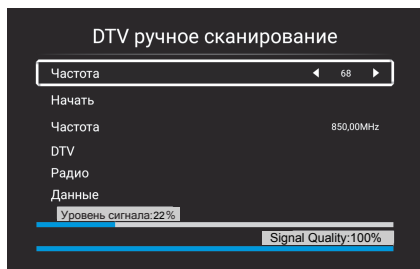 DTV ручное сканирование
Частота 68
Начать
Частота 850,00MHz
DTV
Радио
Данные
Уровень сигнала:22%
Signal Quality:100%